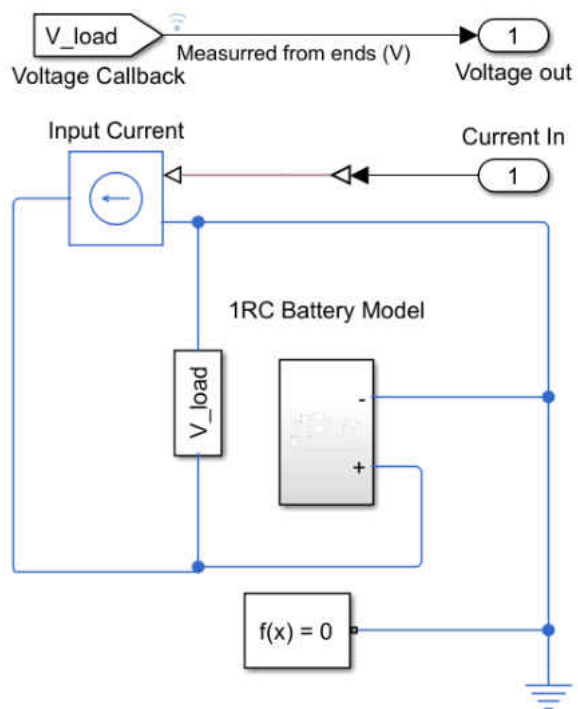 V_load
1
Measurred from ends (V)
Voltage Callback
Voltage out
Input Current
Current In
1
1RC Battery Model
V_load
-
+
f(x) = 0